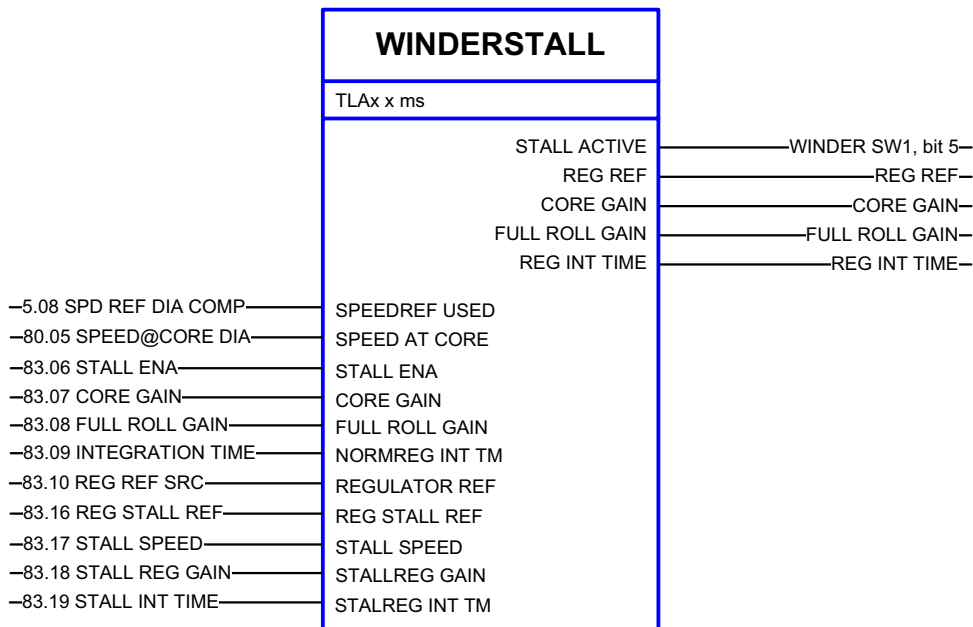 WINDERSTALL
TLAx x ms
STALL ACTIVE WINDER SW1, bit 5
REG REF REG REF
CORE GAIN CORE GAIN
FULL ROLL GAIN FULL ROLL GAIN
REG INT TIME REG INT TIME
5.08 SPD REF DIA COMP SPEEDREF USED
80.05 SPEED@CORE DIA SPEED AT CORE
83.06 STALL ENA STALL ENA
83.07 CORE GAIN CORE GAIN
83.08 FULL ROLL GAIN FULL ROLL GAIN
83.09 INTEGRATION TIME NORMREG INT TM
83.10 REG REF SRC REGULATOR REF
83.16 REG STALL REF REG STALL REF
83.17 STALL SPEED STALL SPEED
83.18 STALL REG GAIN STALLREG GAIN
83.19 STALL INT TIME STALREG INT TM